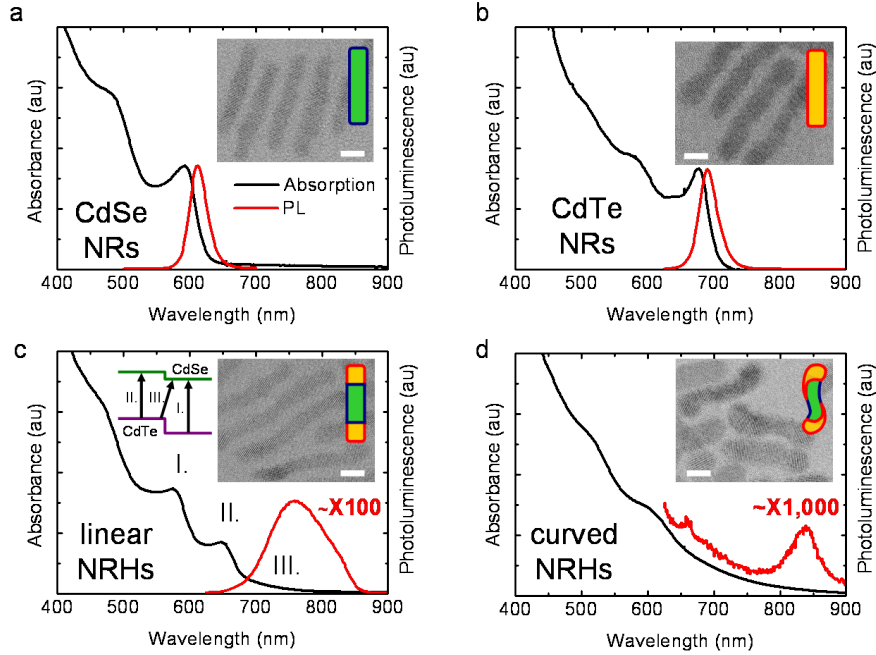 a
Absorbance (au)
CdSe
NRs
Absorption
PL
Photoluminescence (au)
400 500 600 700 800 900
Wavelength (nm)
b
Absorbance (au)
CdTe
NRs
Photoluminescence (au)
400 500 600 700 800 900
Wavelength (nm)
c
Absorbance (au)
CdSe
II. III. I.
CdTe
I.
II.
III.
~X100
linear
NRHs
Photoluminescence (au)
400 500 600 700 800 900
Wavelength (nm)
d
Absorbance (au)
~X1,000
curved
NRHs
Photoluminescence (au)
400 500 600 700 800 900
Wavelength (nm)